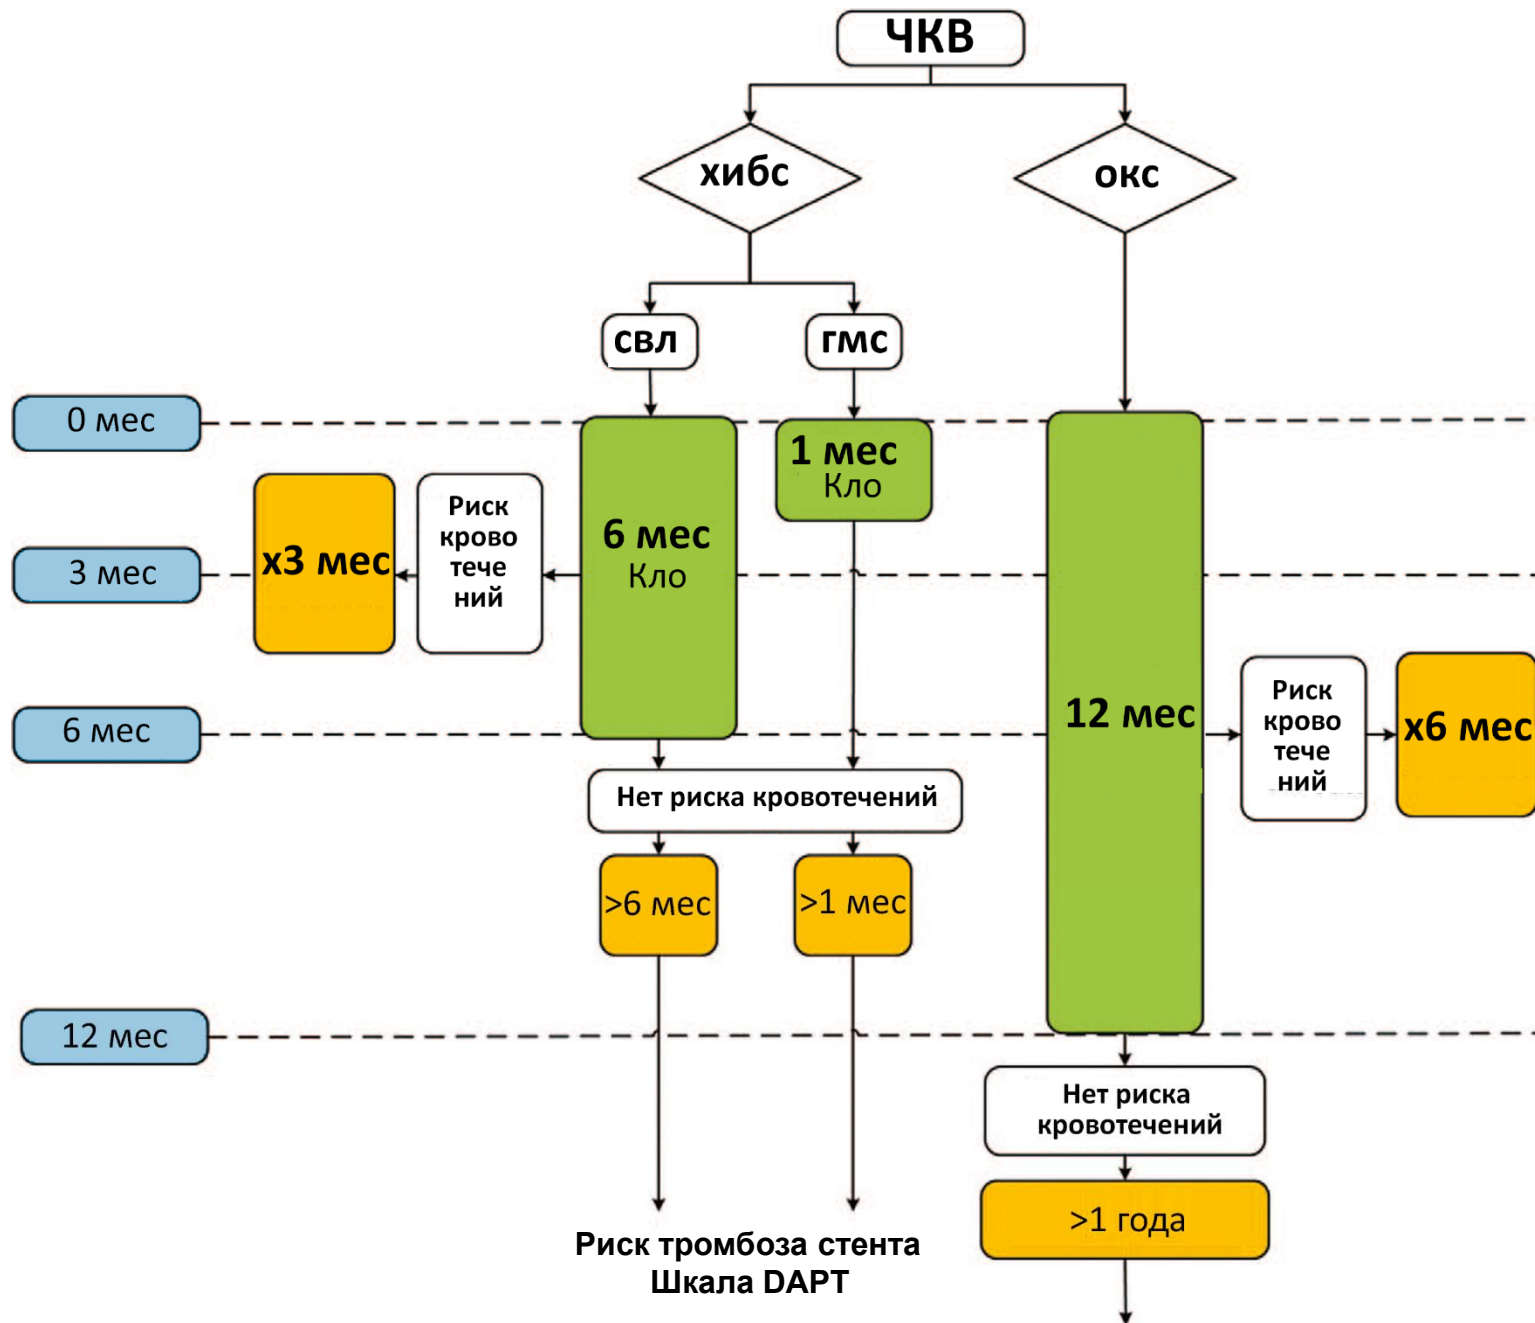 ЧКВ
хибс
окс
свл
гмс
0 мес
1 мес
Кло
х3 мес
Риск
крово
тече
ний
6 мес
Кло
3 мес
6 мес
12 мес
Риск
крово
тече
ний
х6 мес
Нет риска кровотечений
>6 мес
>1 мес
12 мес
Нет риска
кровотечений
>1 года
Риск тромбоза стента
Шкала DAPT